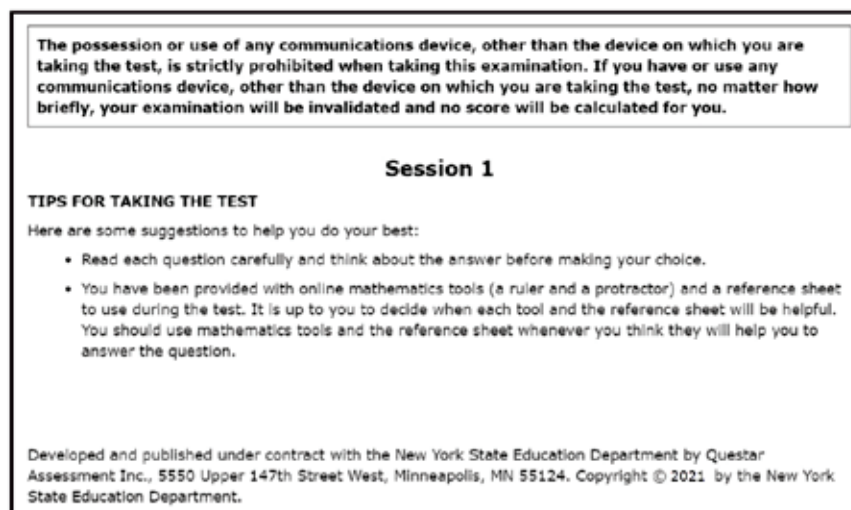 The possession or use of any communications device, other than the device on which you are
taking the test, is strictly prohibited when taking this examination. If you have or use any
communications device, other than the device on which you are taking the test, no matter how
briefly, your examination will be invalidated and no score will be calculated for you.
Session 1
TIPS FOR TAKING THE TEST
Here are some suggestions to help you do your best:
• Read each question carefully and think about the answer before making your choice.
• You have been provided with online mathematics tools (a ruler and a protractor) and a reference sheet
to use during the test. It is up to you to decide when each tool and the reference sheet will be helpful.
You should use mathematics tools and the reference sheet whenever you think they will help you to
answer the question.
Developed and published under contract with the New York State Education Department by Questar
Assessment Inc., 5550 Upper 147th Street West, Minneapolis, MN 55124. Copyright © 2021 by the New York
State Education Department.